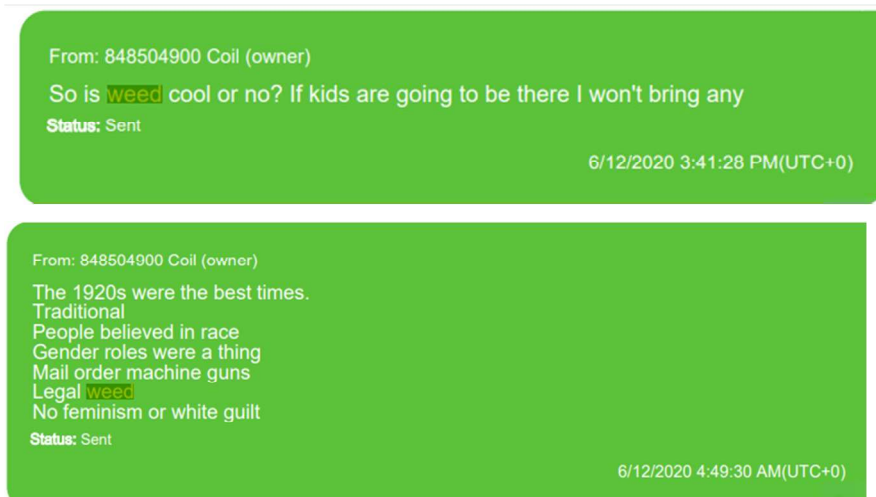 From: 848504900 Coil (owner)
So is weed cool or no? If kids are going to be there I won't bring any
Status: Sent
6/12/2020 3:41:28 PM(UTC+0)
From: 848504900 Coil (owner)
The 1920s were the best times.
Traditional
People believed in race
Gender roles were a thing
Mail order machine guns
Legal weed
No feminism or white guilt
Status: Sent
6/12/2020 4:49:30 AM(UTC+0)